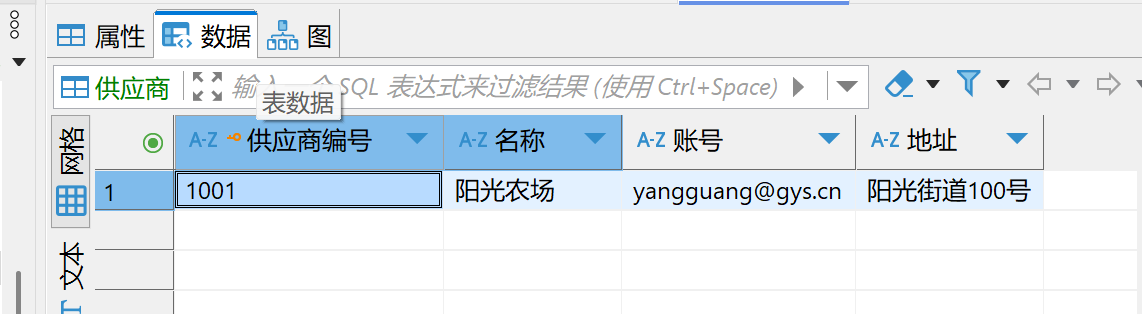 属性 数据 图
供应商 输入一个 SQL 表达式来过滤结果 (使用 Ctrl+Space)
表数据
网格
A-Z 供应商编号 A-Z 名称 A-Z 账号 A-Z 地址
1 1001 阳光农场 yangguang@gys.cn 阳光街道100号
文本